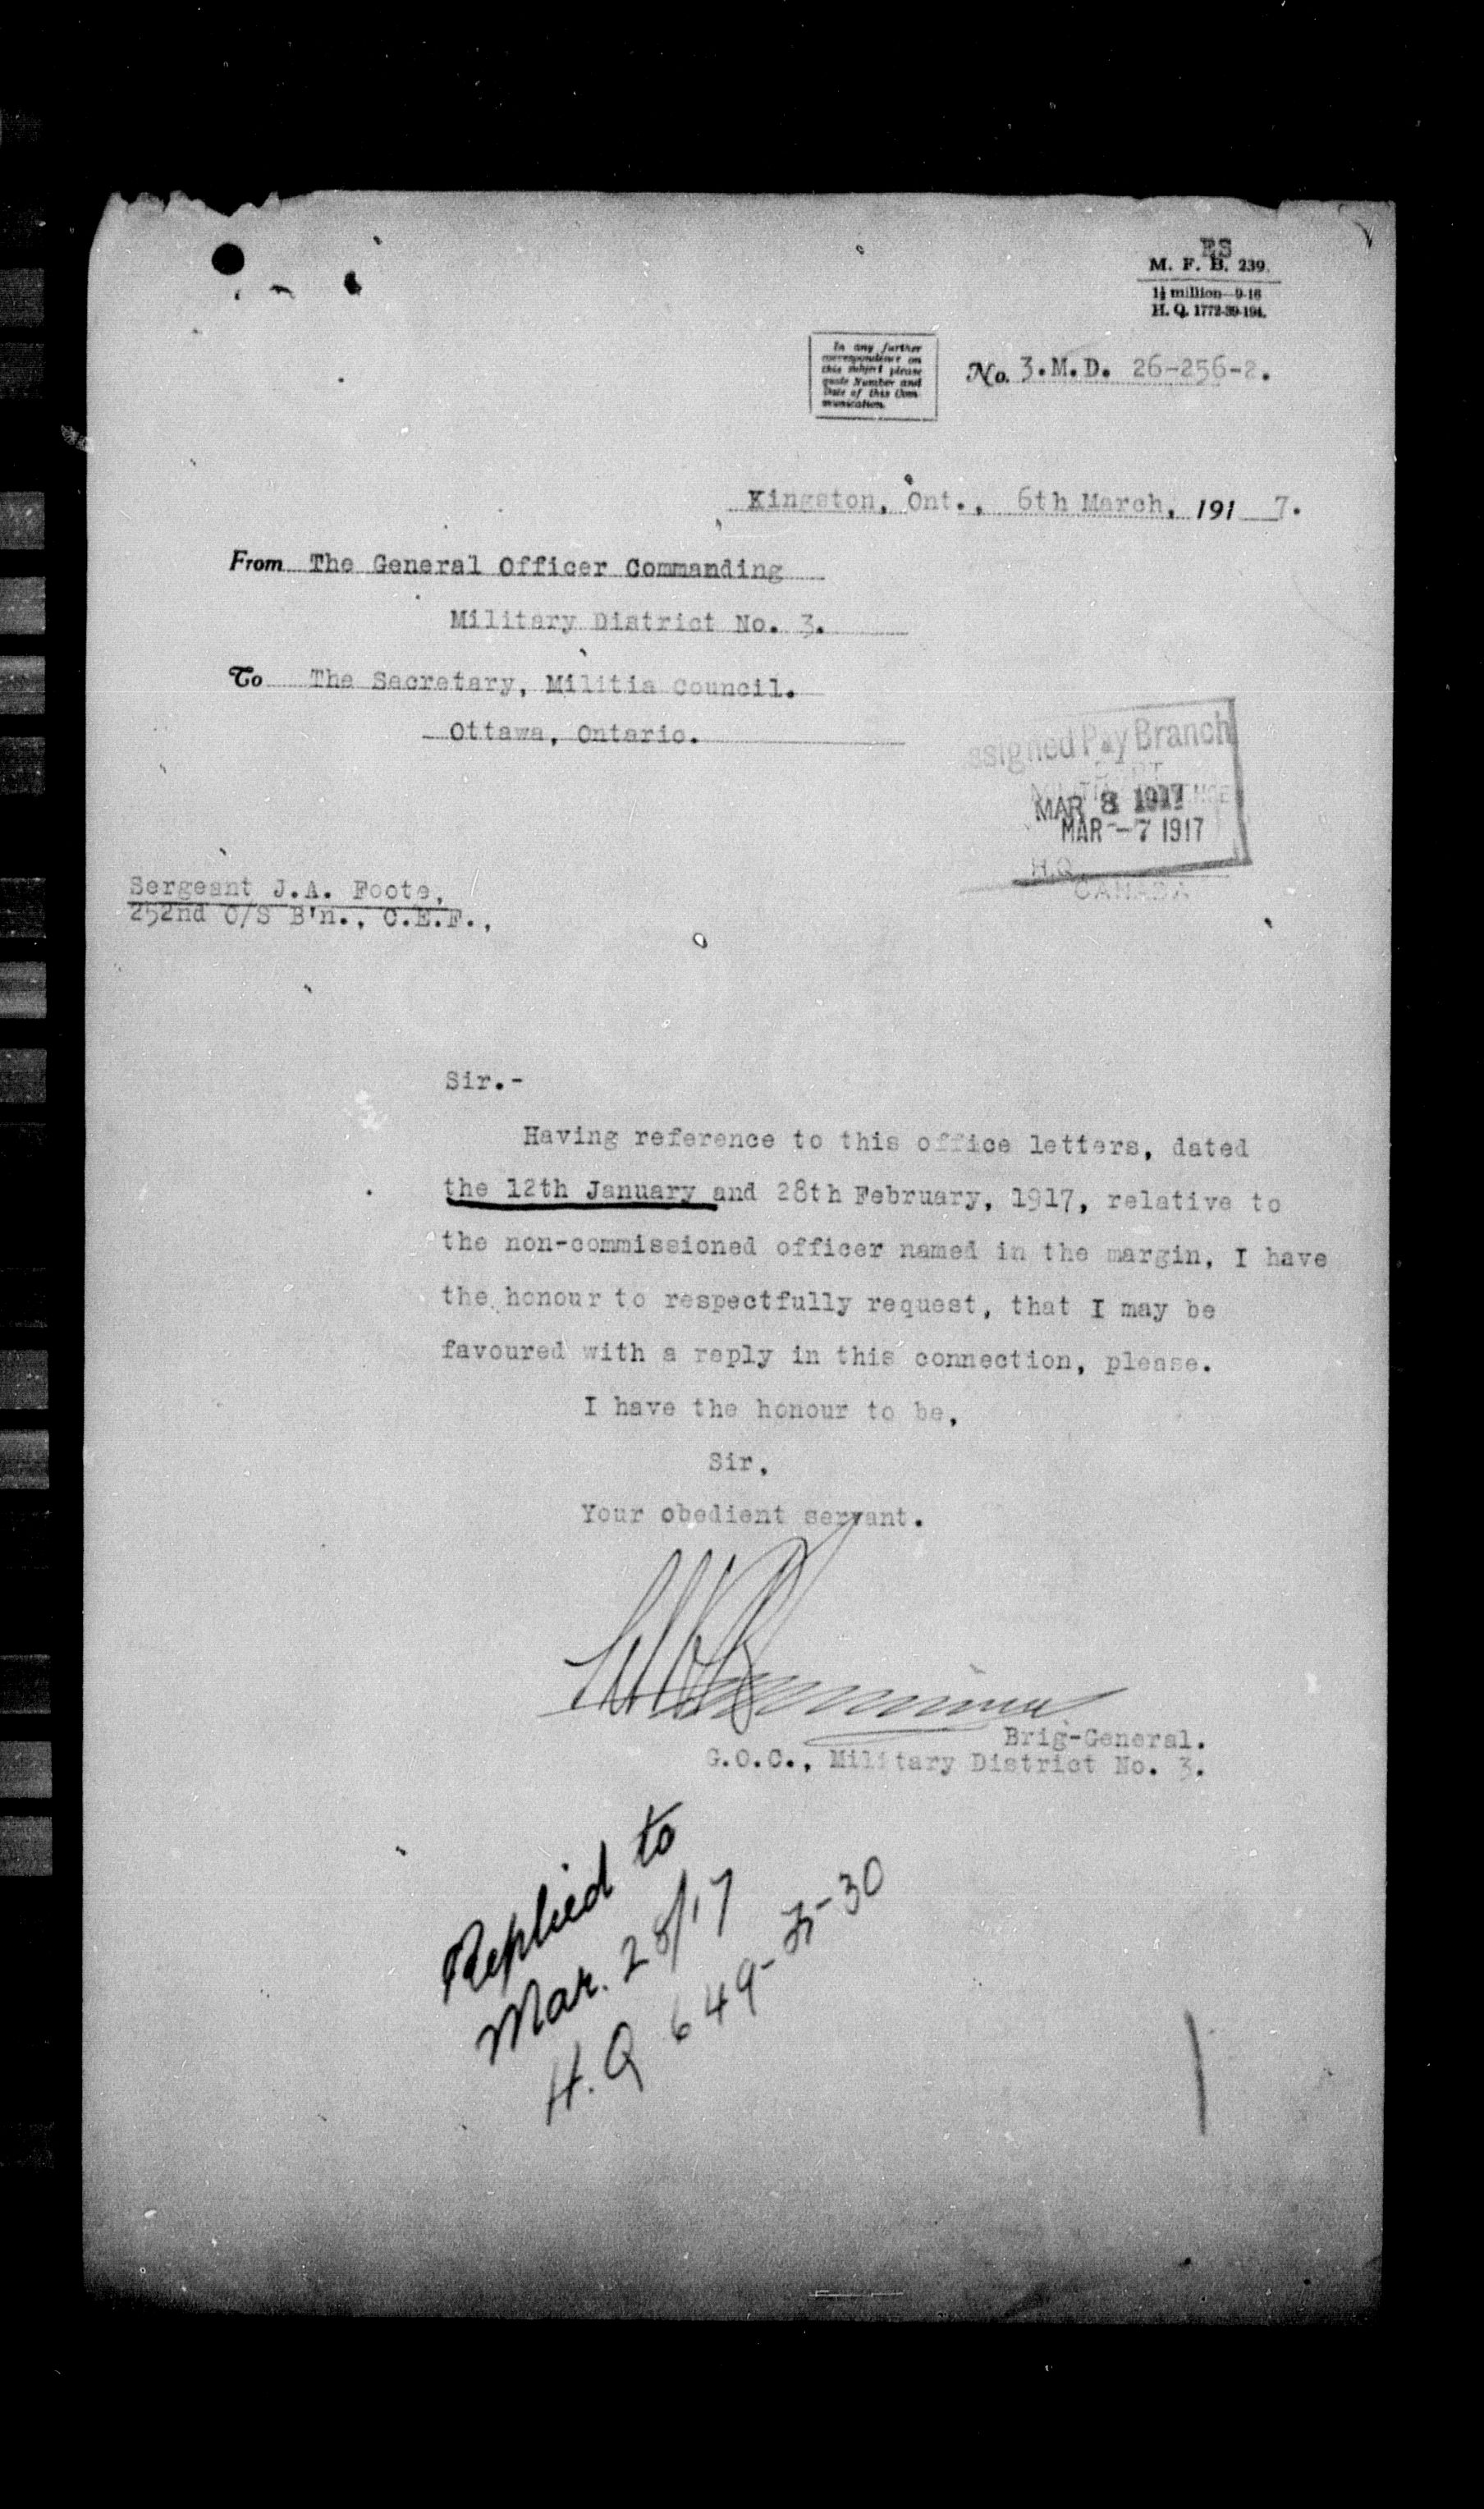 ES
M. F. B. 239.
1½ million—9-16
H. Q. 1772-39-194.
In any further
correspondence on
this subject please
quote Number and
Date of this Com-
munication.
No. 3.M.D. 26-256-2.
Kingston, Ont., 6th March, 1917.
From The General Officer Commanding
Military District No. 3.
To The Secretary, Militia Council.
Ottawa, Ontario.
Assigned Pay Branch
MAR 8 1917
MAR -7 1917
H.Q.
CANADA
Sergeant J.A. Foote,
252nd O/S B'n., C.E.F.,
Sir.-
Having reference to this office letters, dated
the 12th January and 28th February, 1917, relative to
the non-commissioned officer named in the margin, I have
the honour to respectfully request, that I may be
favoured with a reply in this connection, please.
I have the honour to be,
Sir,
Your obedient servant.
Brig-General.
G.O.C., Military District No. 3.
Replied to
Mar. 28/17
H.Q 649-F-30